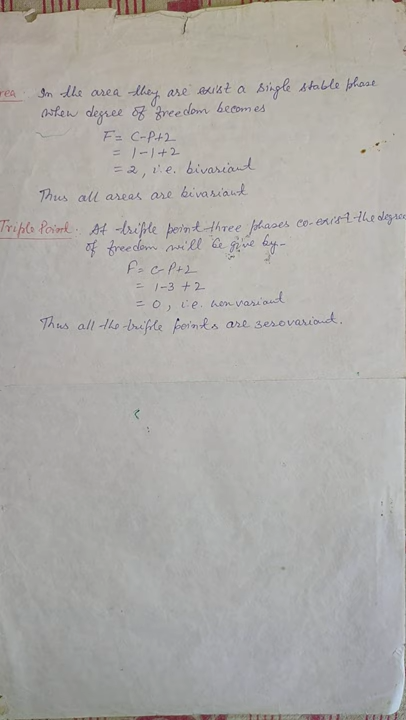 rea In the area they are exist a single stable phase
when degree of freedom becomes
F = C-P+2
= 1-1+2
= 2, i.e. bivariant
Thus all areas are bivariant
Triple Point. At triple point three phases co-exist the degree
of freedom will be give by-
F = C-P+2
= 1-3 +2
= 0, i.e. nonvariant
Thus all the triple points are zerovariant.